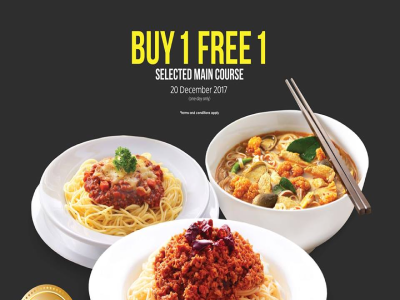 BUY 1 FREE 1
SELECTED MAIN COURSE
20 December 2017
(one day only)
*Terms and conditions apply